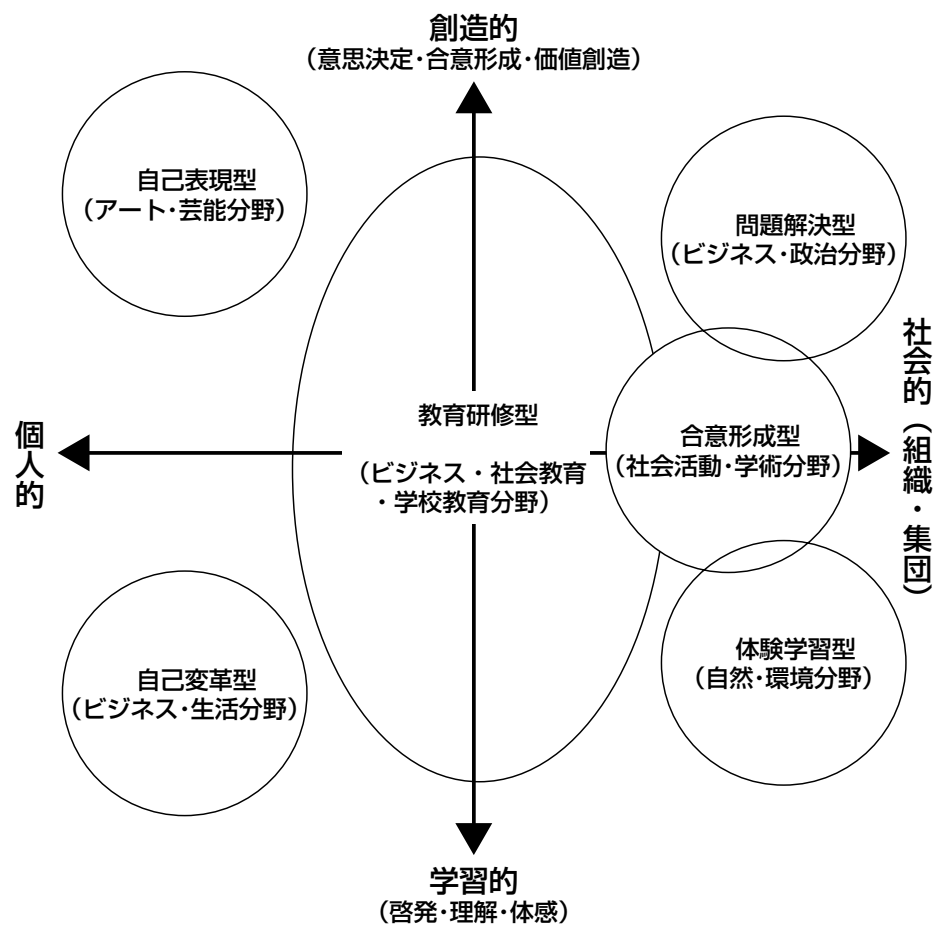 創造的
（意思決定・合意形成・価値創造）
自己表現型
（アート・芸能分野）
問題解決型
（ビジネス・政治分野）
社会的（組織・集団）
個人的
教育研修型
（ビジネス・社会教育
・学校教育分野）
合意形成型
（社会活動・学術分野）
自己変革型
（ビジネス・生活分野）
体験学習型
（自然・環境分野）
学習的
（啓発・理解・体感）